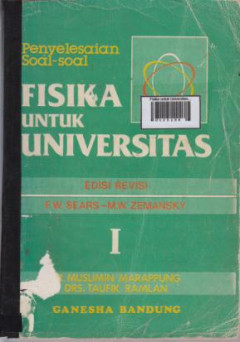 Penyelesaian
Soal-soal
FISIKA
UNTUK
UNIVERSITAS
EDISI REVISI
F.W. SEARS-M.W. ZEMANSKY
I
MUSLIMIN MARAPPUNG
DRS. TAUFIK RAMLAN
GANESHA BANDUNG